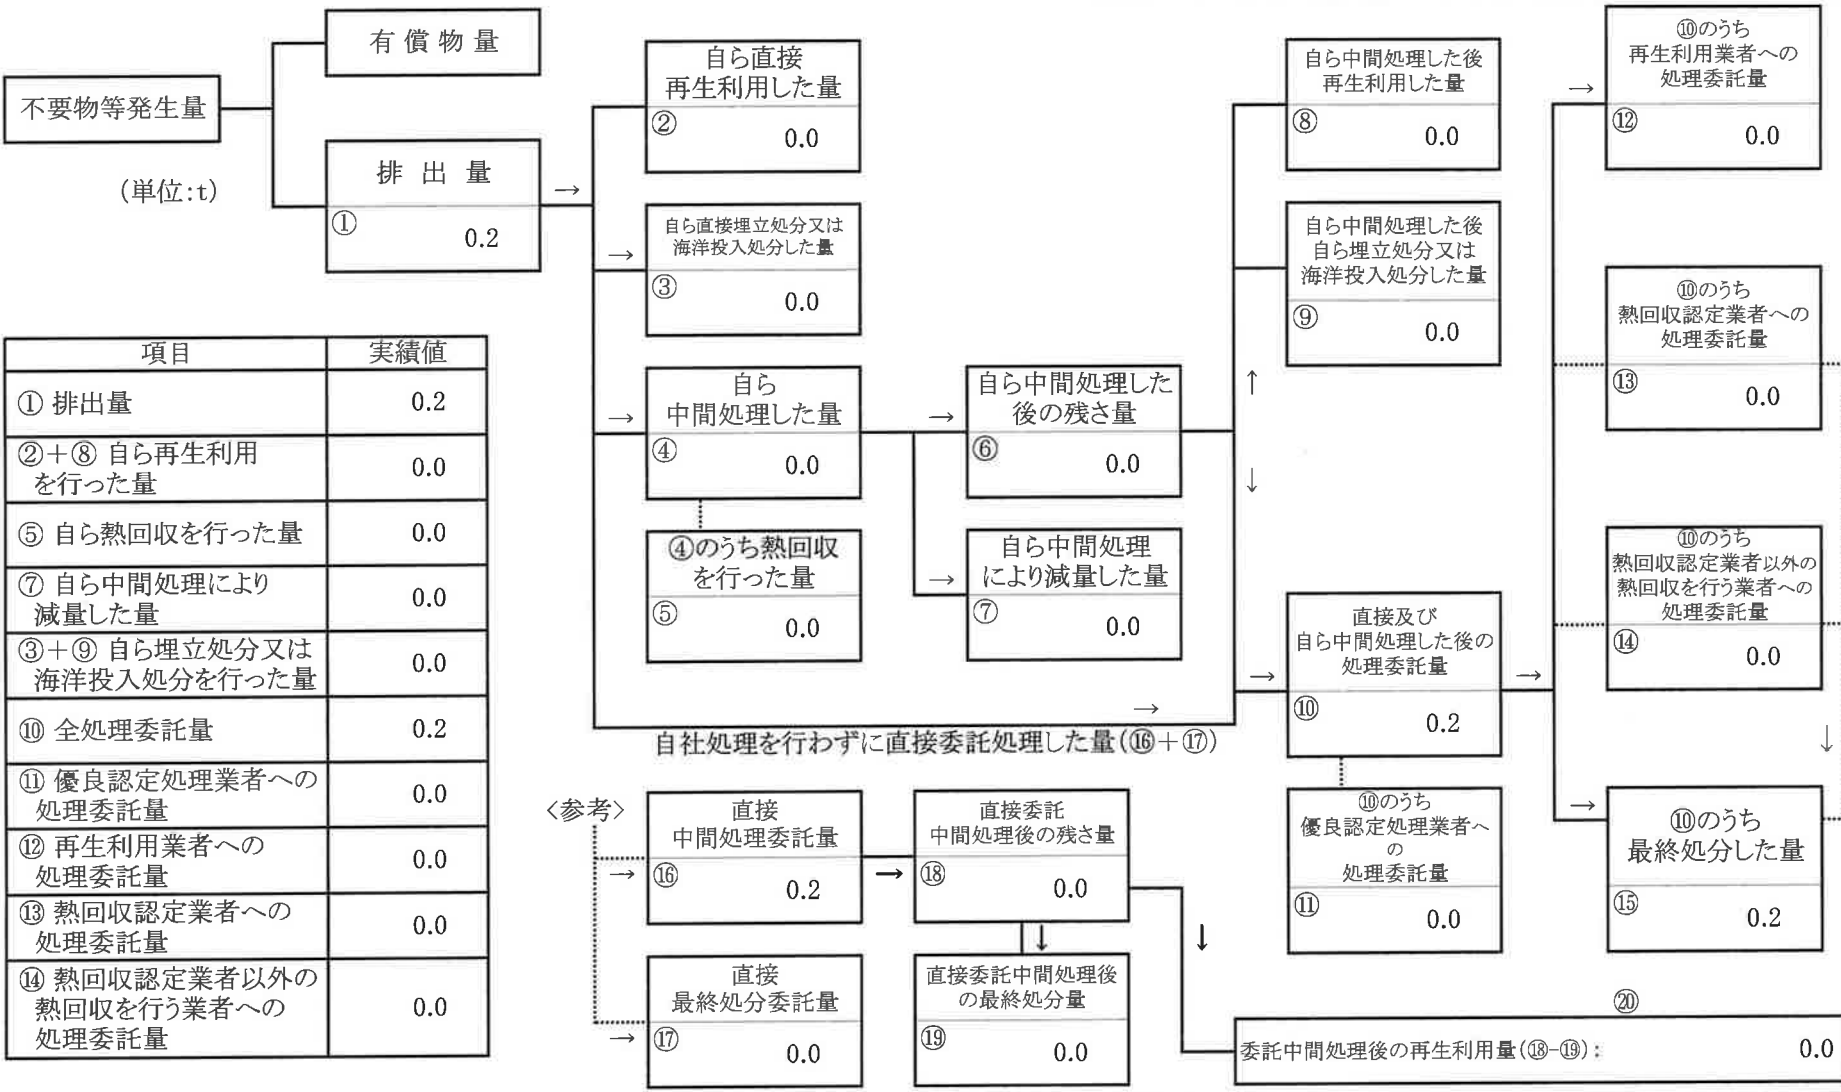 不要物等発生量
(単位:t)
有償物量
排出量
①
0.2
自ら直接
再生利用した量
②
0.0
自ら直接埋立処分又は
海洋投入処分した量
③
0.0
自ら
中間処理した量
④
0.0
④のうち熱回収
を行った量
⑤
0.0
自ら中間処理した
後の残さ量
⑥
0.0
自ら中間処理
により減量した量
⑦
0.0
自ら中間処理した後
再生利用した量
⑧
0.0
自ら中間処理した後
自ら埋立処分又は
海洋投入処分した量
⑨
0.0
直接及び
自ら中間処理した後の
処理委託量
⑩
0.2
⑩のうち
優良認定処理業者へ
の
処理委託量
⑪
0.0
⑩のうち
再生利用業者への
処理委託量
⑫
0.0
⑩のうち
熱回収認定業者への
処理委託量
⑬
0.0
⑩のうち
熱回収認定業者以外の
熱回収を行う業者への
処理委託量
⑭
0.0
⑩のうち
最終処分した量
⑮
0.2
自社処理を行わずに直接委託処理した量(⑯+⑰)
〈参考〉
直接
中間処理委託量
⑯
0.2
直接
最終処分委託量
⑰
0.0
直接委託
中間処理後の残さ量
⑱
0.0
直接委託中間処理後
の最終処分量
⑲
0.0
⑳
委託中間処理後の再生利用量(⑱-⑲): 0.0
項目 実績値
① 排出量 0.2
②+⑧ 自ら再生利用
を行った量 0.0
⑤ 自ら熱回収を行った量 0.0
⑦ 自ら中間処理により
減量した量 0.0
③+⑨ 自ら埋立処分又は
海洋投入処分を行った量 0.0
⑩ 全処理委託量 0.2
⑪ 優良認定処理業者への
処理委託量 0.0
⑫ 再生利用業者への
処理委託量 0.0
⑬ 熱回収認定業者への
処理委託量 0.0
⑭ 熱回収認定業者以外の
熱回収を行う業者への
処理委託量 0.0